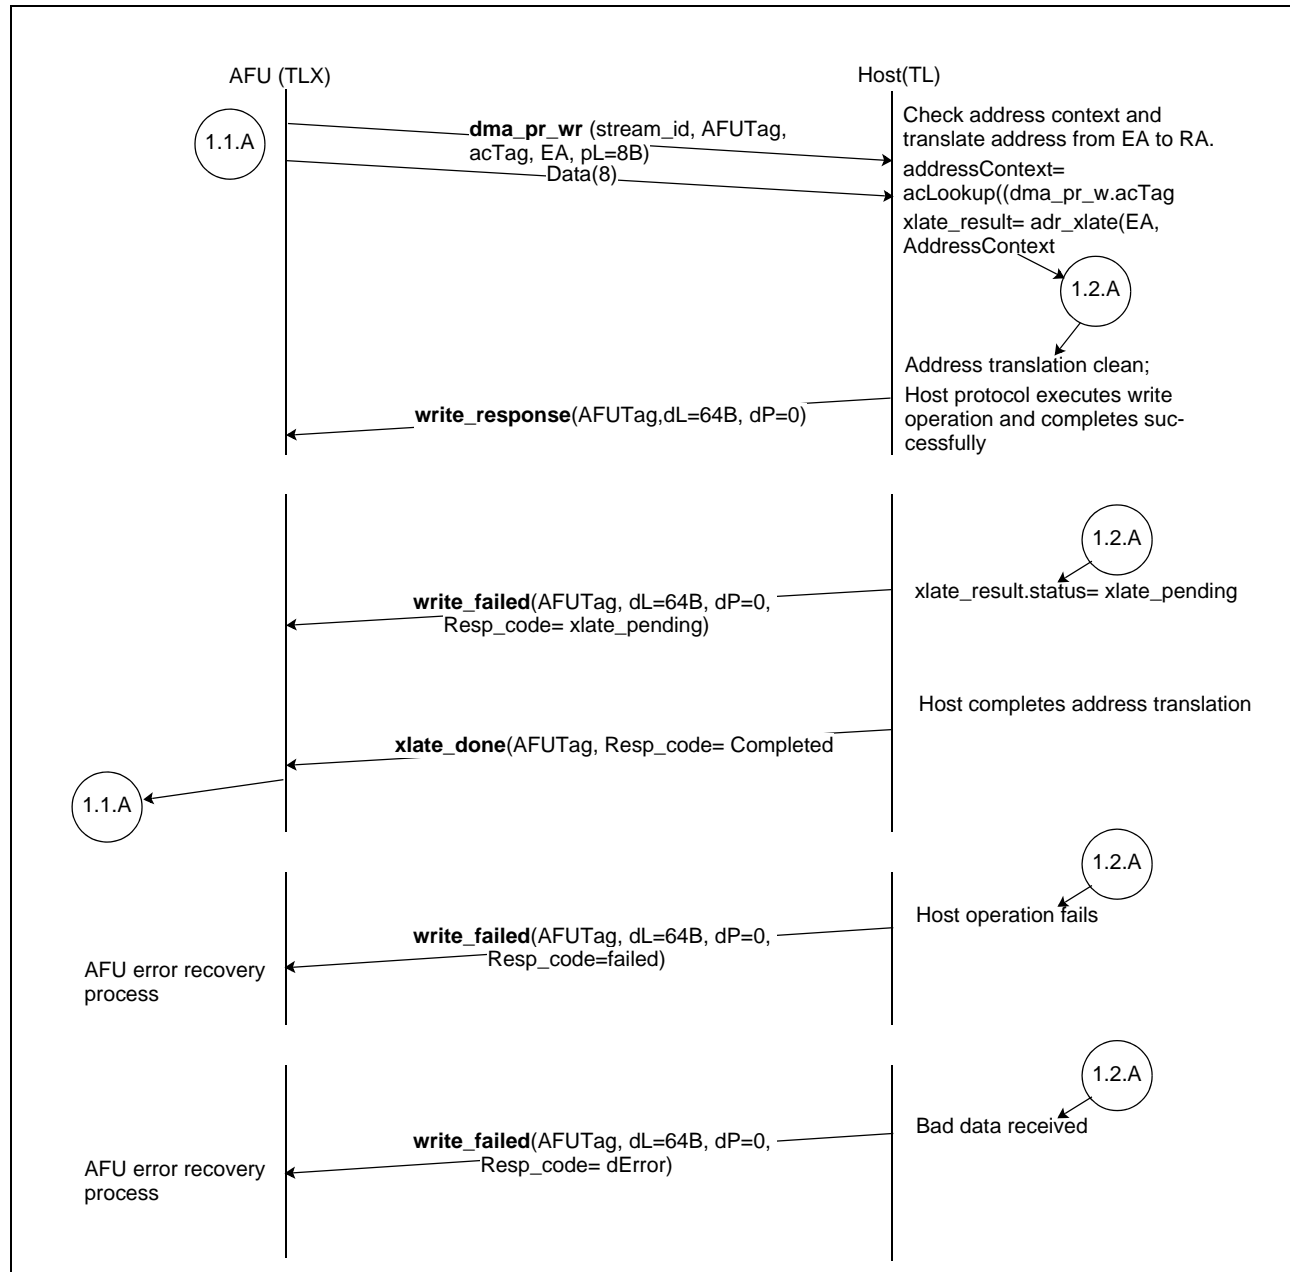 AFU (TLX)
Host(TL)
1.1.A
dma_pr_wr (stream_id, AFUTag,
acTag, EA, pL=8B)
Data(8)
Check address context and
translate address from EA to RA.
addressContext=
acLookup((dma_pr_w.acTag
xlate_result= adr_xlate(EA,
AddressContext
1.2.A
Address translation clean;
Host protocol executes write
operation and completes suc-
cessfully
write_response(AFUTag,dL=64B, dP=0)
1.2.A
xlate_result.status= xlate_pending
write_failed(AFUTag, dL=64B, dP=0,
Resp_code= xlate_pending)
Host completes address translation
xlate_done(AFUTag, Resp_code= Completed
1.1.A
1.2.A
Host operation fails
write_failed(AFUTag, dL=64B, dP=0,
Resp_code=failed)
AFU error recovery
process
1.2.A
Bad data received
write_failed(AFUTag, dL=64B, dP=0,
Resp_code= dError)
AFU error recovery
process